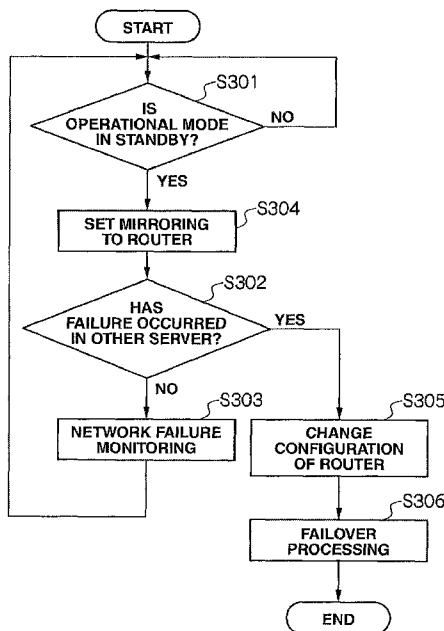 START
S301
IS
OPERATIONAL MODE
IN STANDBY?
NO
YES
S304
SET MIRRORING
TO ROUTER
S302
HAS
FAILURE OCCURRED
IN OTHER SERVER?
YES
NO
S303
NETWORK FAILURE
MONITORING
S305
CHANGE
CONFIGURATION
OF ROUTER
S306
FAILOVER
PROCESSING
END